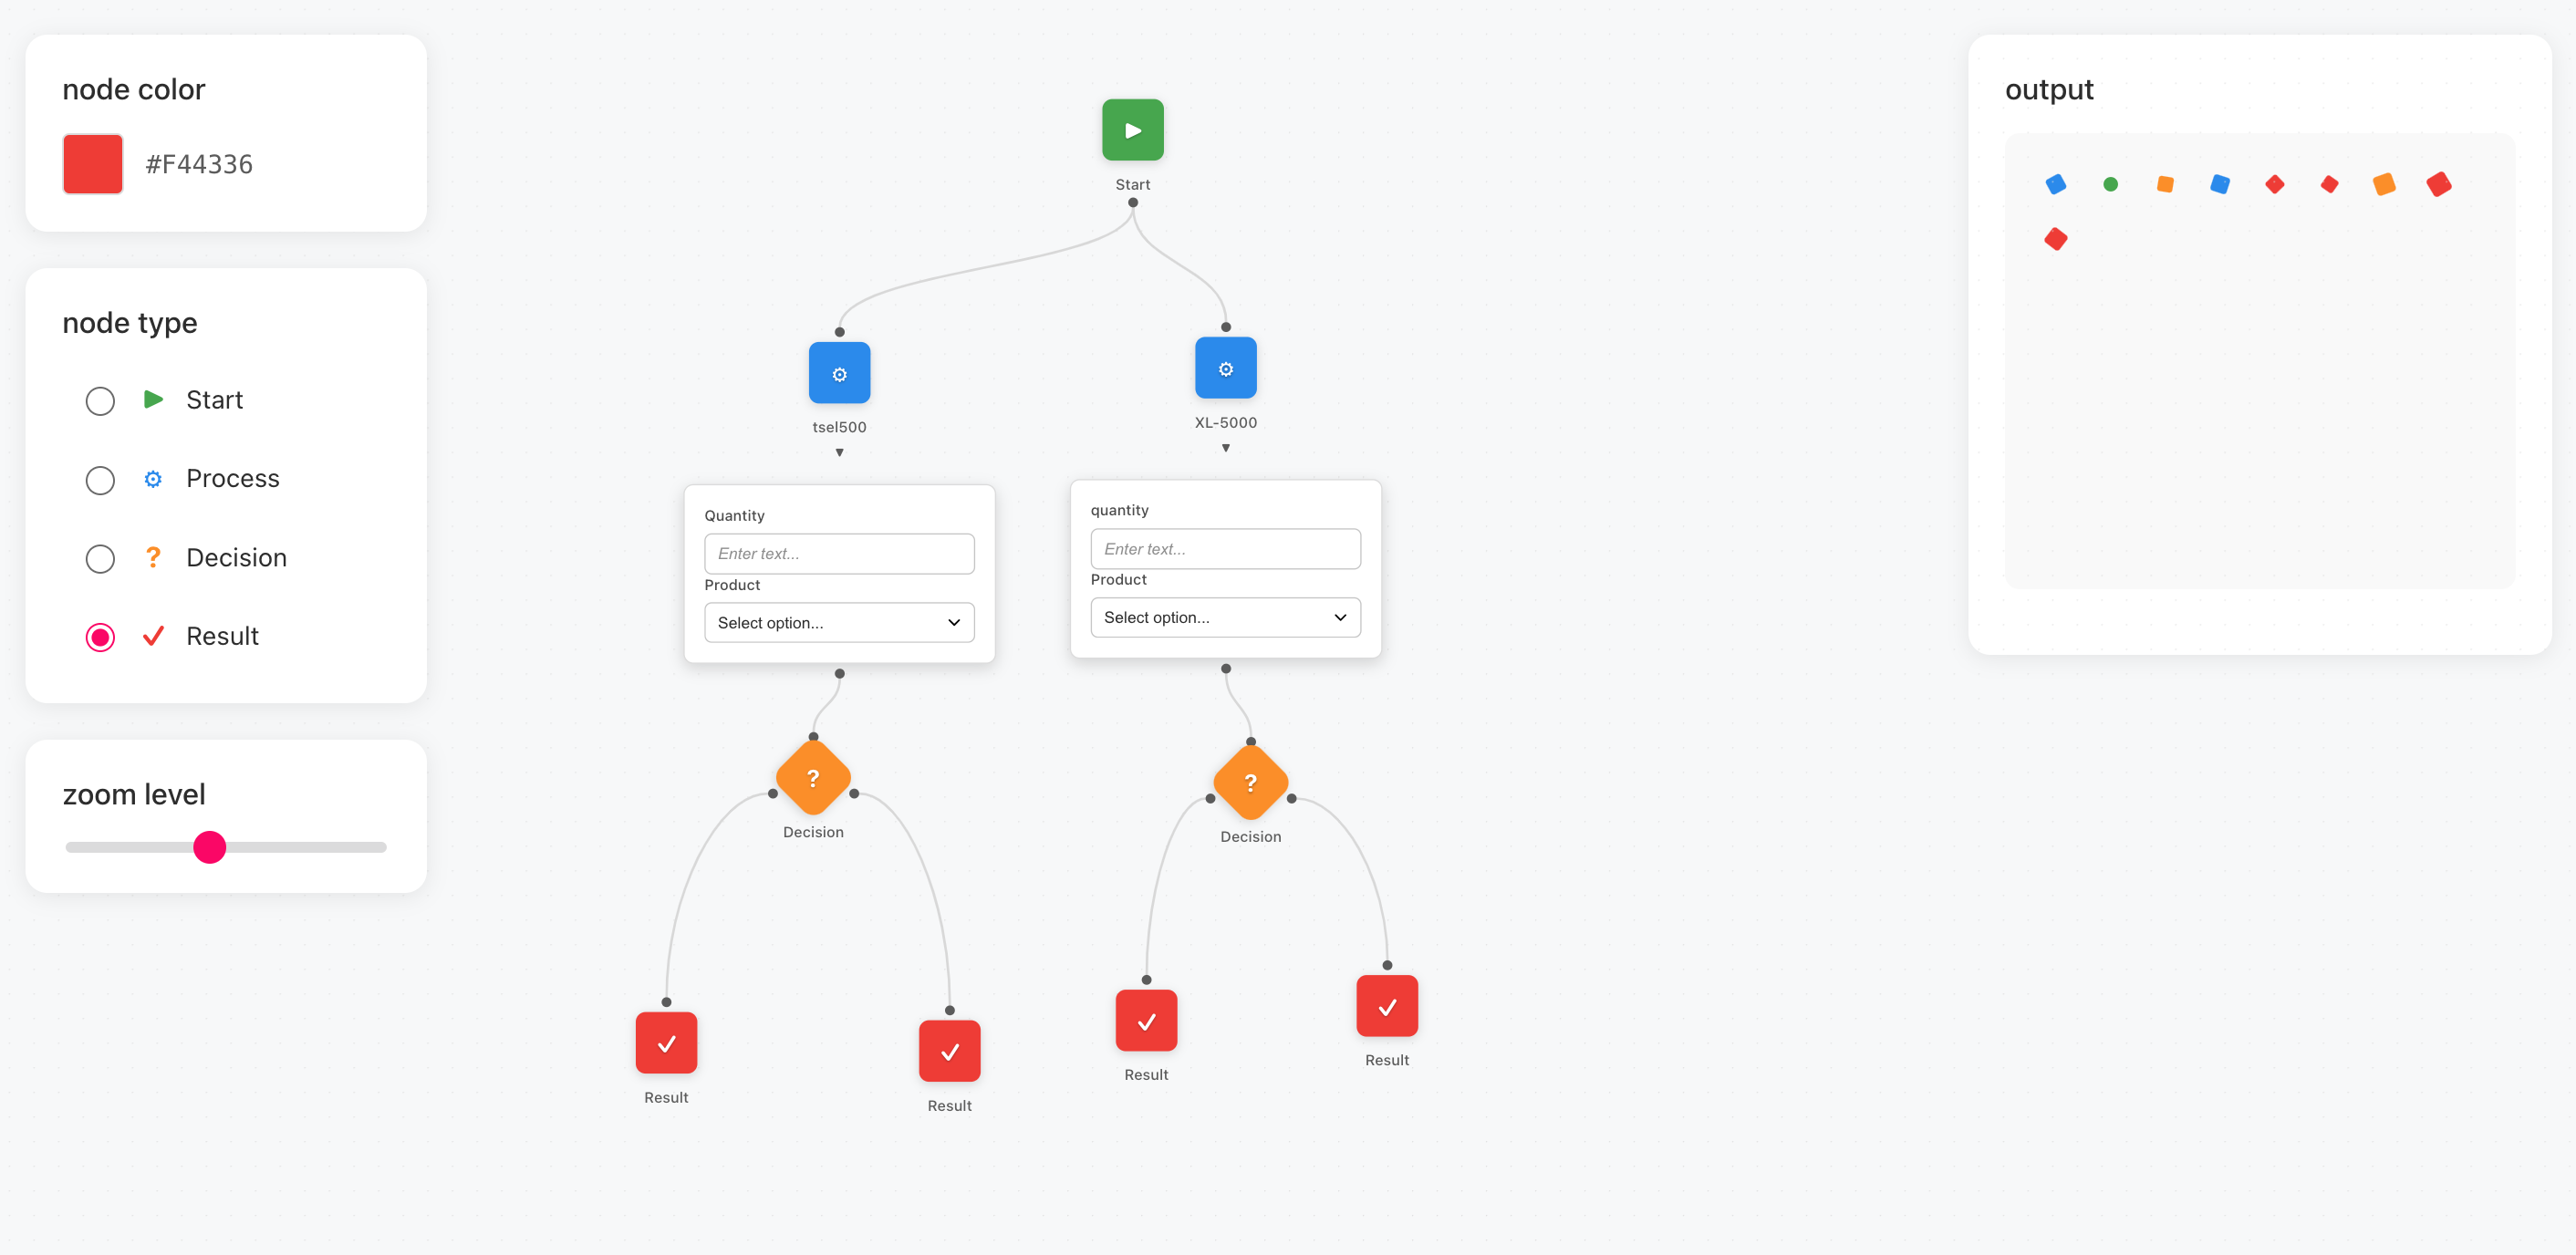 node color
#F44336
node type
Start
Process
? Decision
Result
zoom level
Start
tsel500
Quantity
Enter text...
Product
Select option...
XL-5000
quantity
Enter text...
Product
Select option...
?
Decision
?
Decision
Result
Result
Result
Result
output